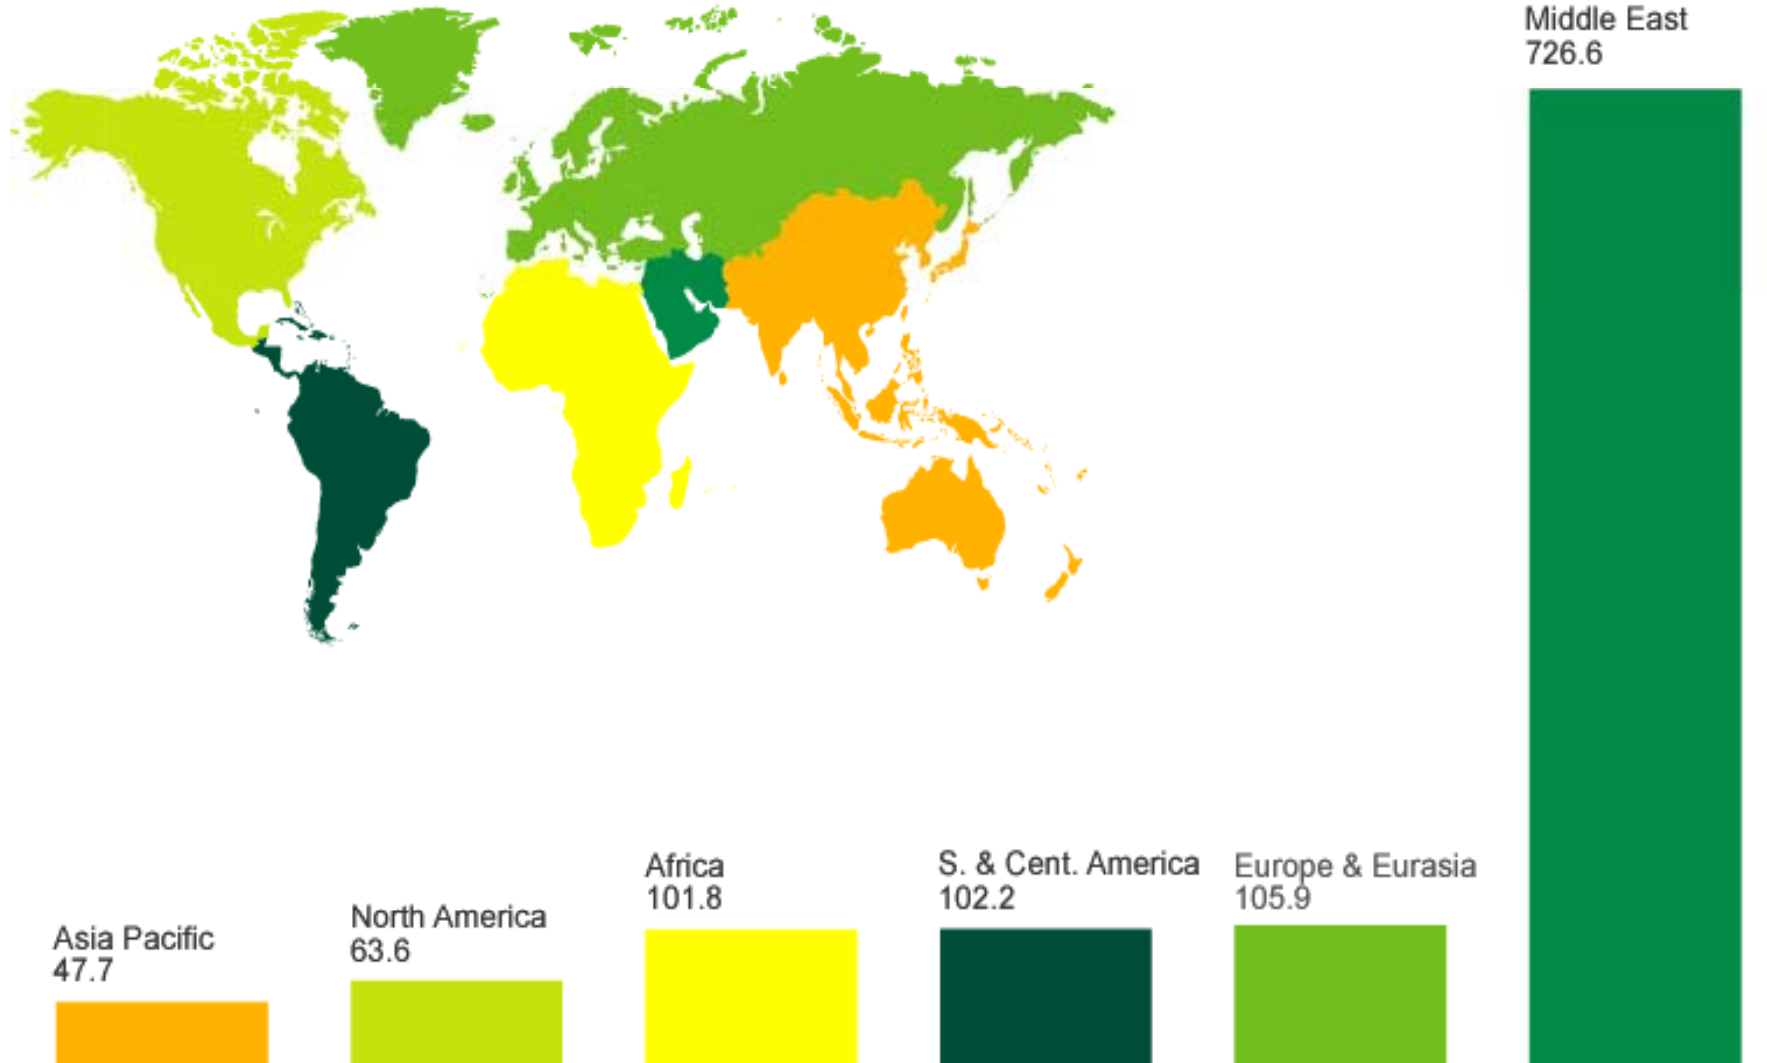 Middle East
726.6
Africa
101.8
S. & Cent. America
102.2
Europe & Eurasia
105.9
North America
63.6
Asia Pacific
47.7